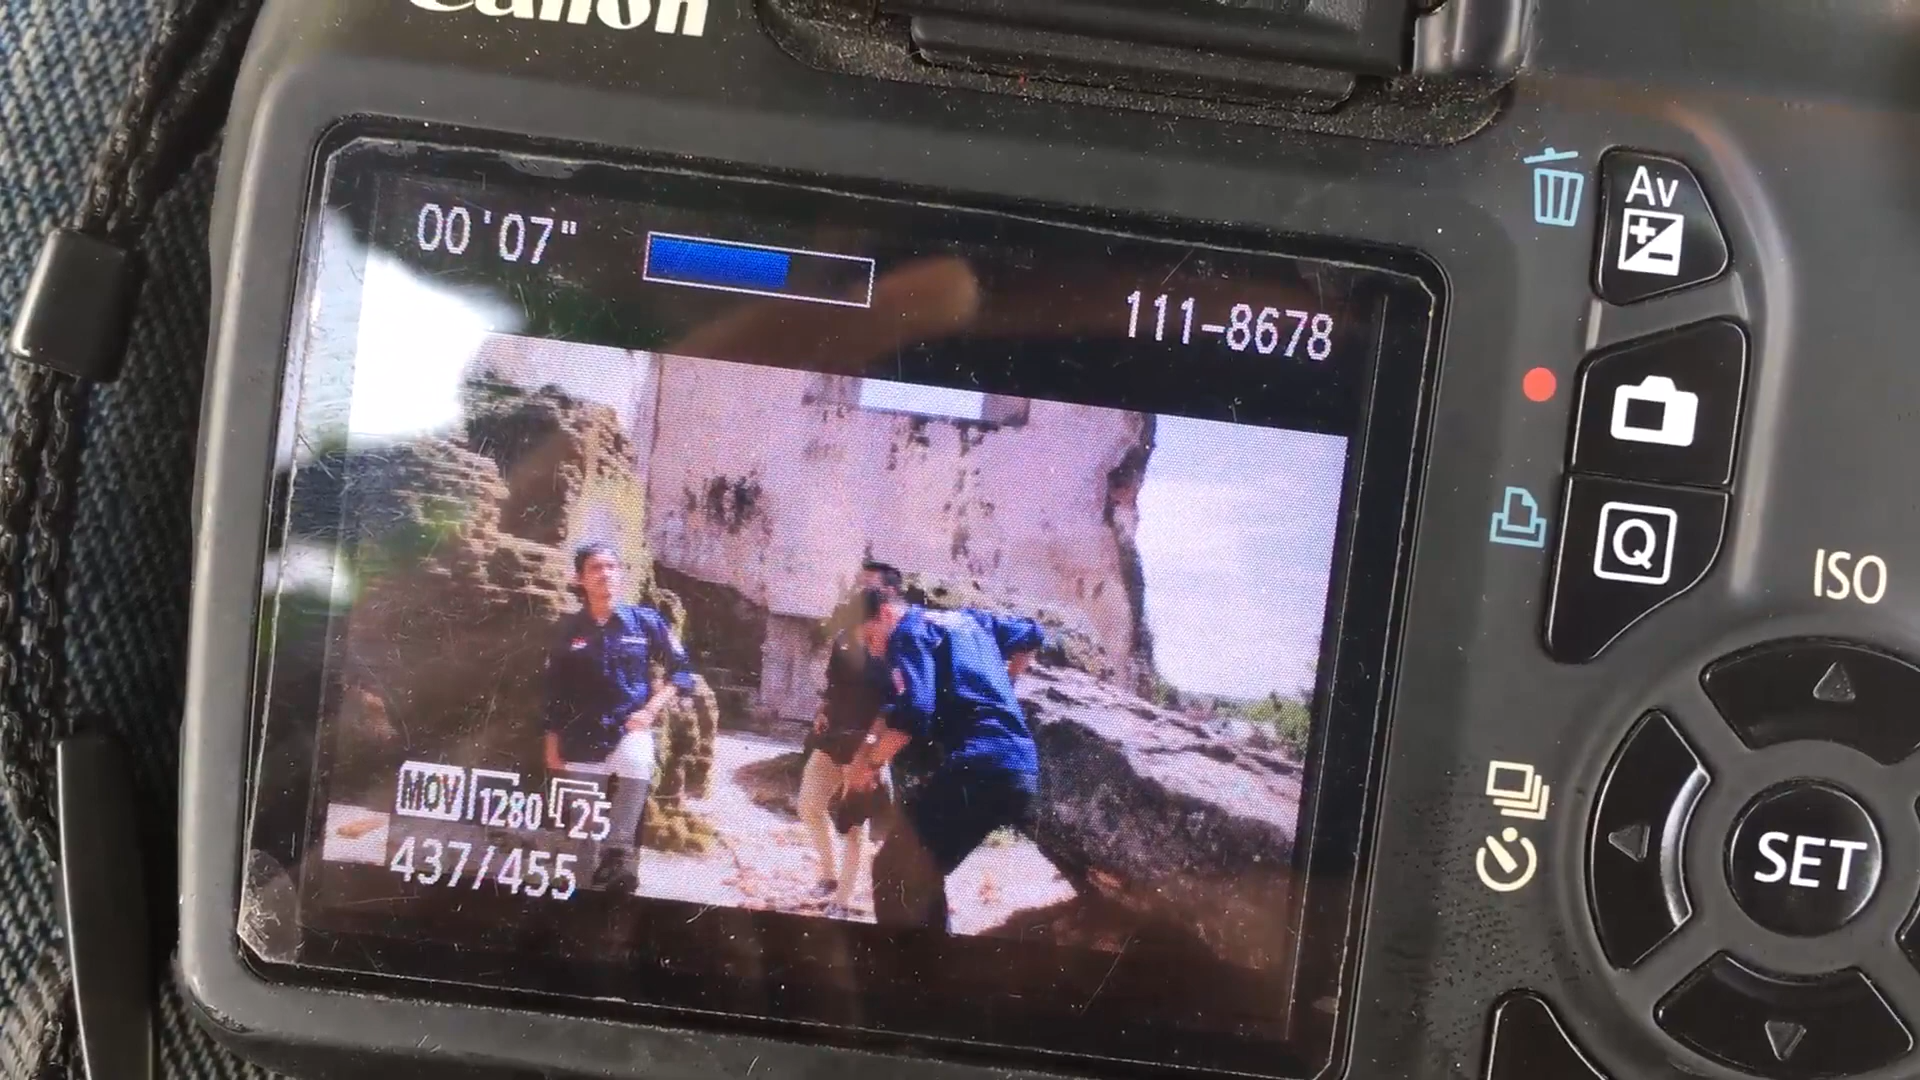 Canon
00'07"
111-8678
MOV 1280 25
437/455
Av
Q
ISO
SET